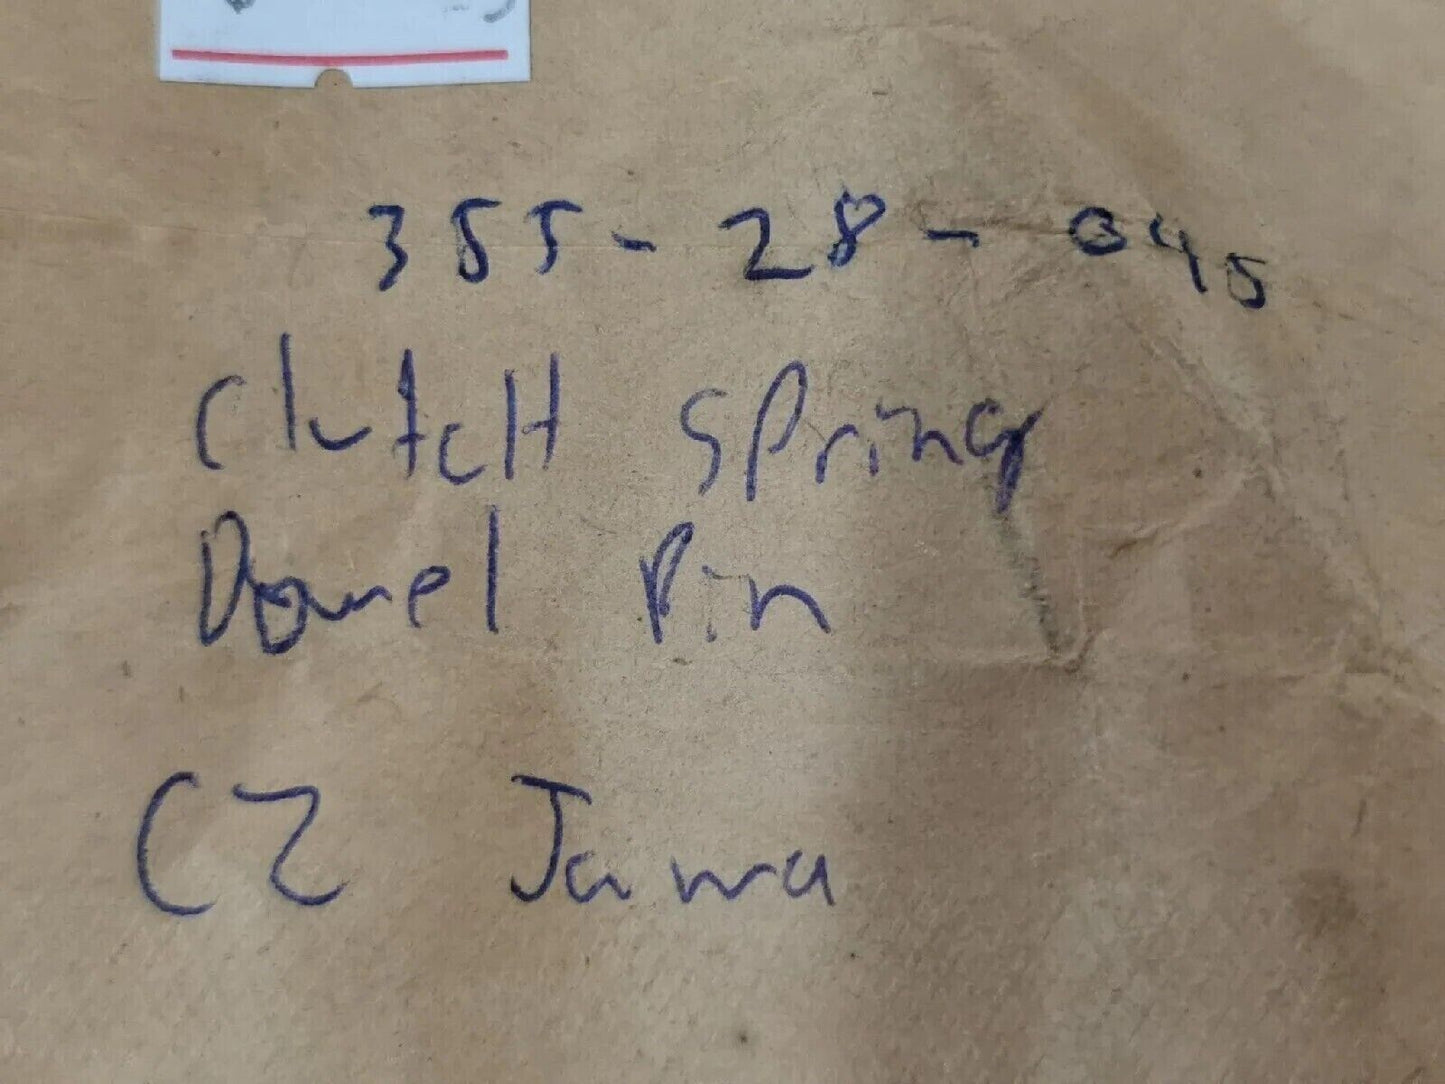 355-28-045
ClutcH Spring
Dowel Pin
CZ Jawa